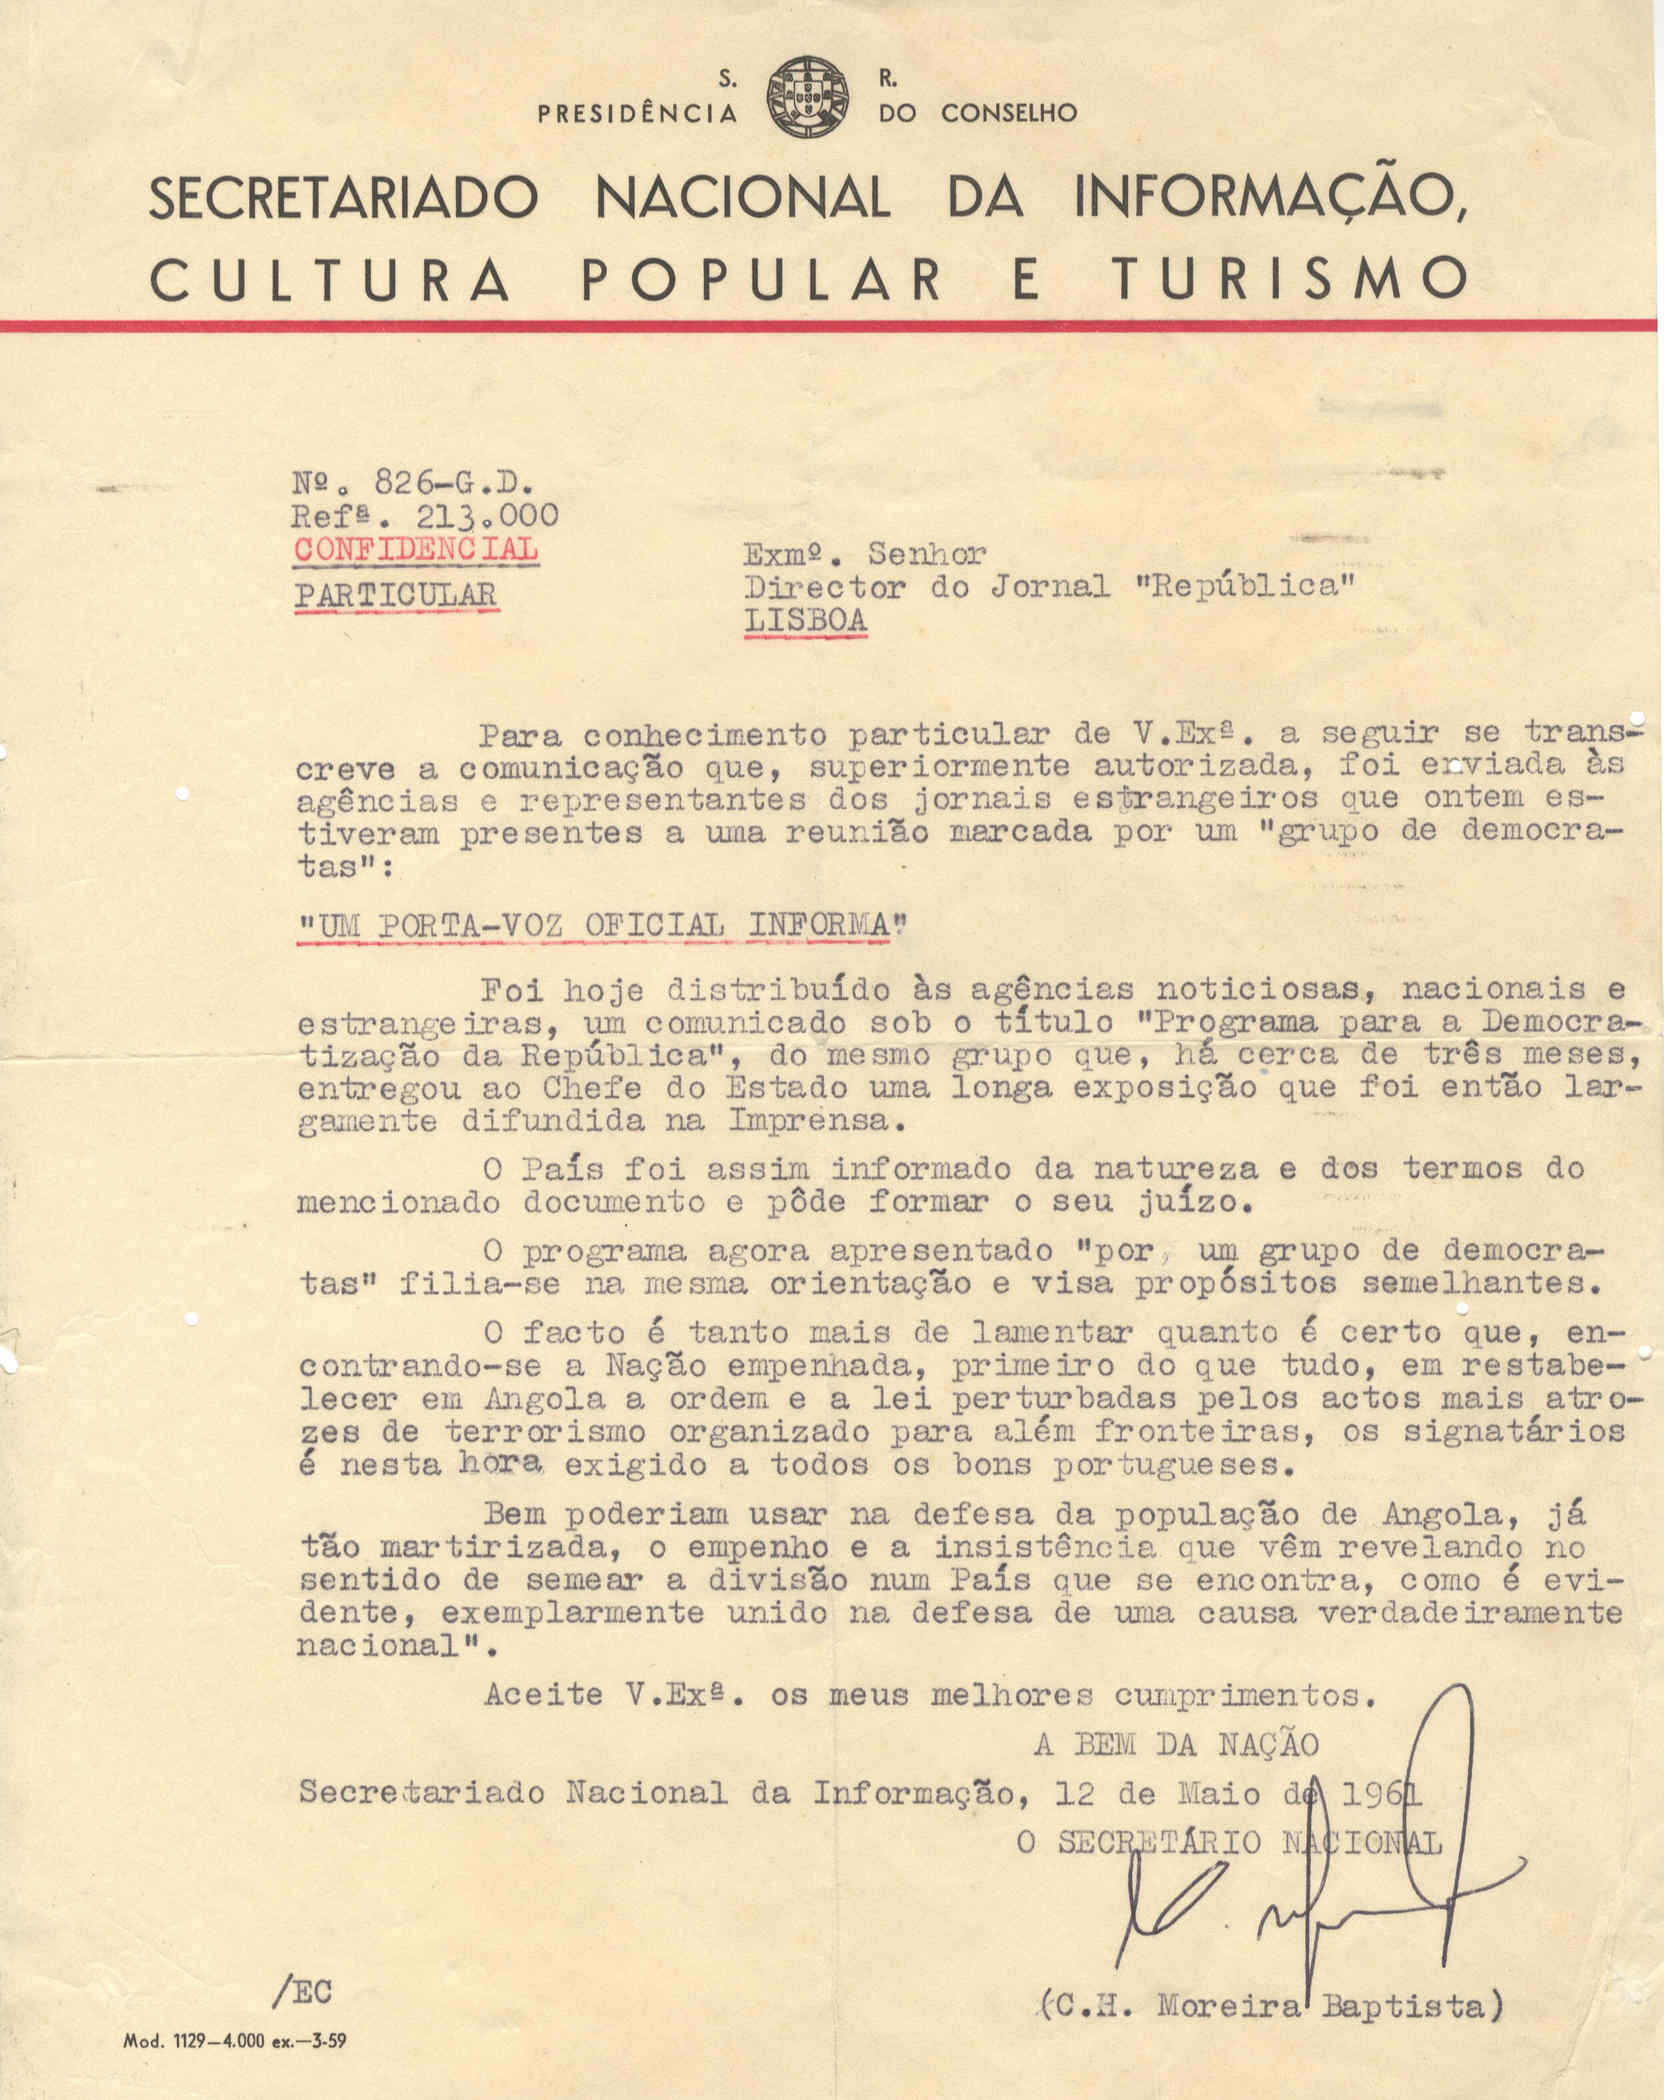 S. R.
PRESIDÊNCIA DO CONSELHO
SECRETARIADO NACIONAL DA INFORMAÇÃO,
CULTURA POPULAR E TURISMO
Nº. 826-G.D.
Refª. 213.000
CONFIDENCIAL
PARTICULAR
Exmº. Senhor
Director do Jornal "República"
LISBOA
Para conhecimento particular de V.Exª. a seguir se trans-
creve a comunicação que, superiormente autorizada, foi enviada às
agências e representantes dos jornais estrangeiros que ontem es-
tiveram presentes a uma reunião marcada por um "grupo de democra-
tas":
"UM PORTA-VOZ OFICIAL INFORMA"
Foi hoje distribuído às agências noticiosas, nacionais e
estrangeiras, um comunicado sob o título "Programa para a Democra-
tização da República", do mesmo grupo que, há cerca de três meses,
entregou ao Chefe do Estado uma longa exposição que foi então lar-
gamente difundida na Imprensa.
O País foi assim informado da natureza e dos termos do
mencionado documento e pôde formar o seu juízo.
O programa agora apresentado "por, um grupo de democra-
tas" filia-se na mesma orientação e visa propósitos semelhantes.
O facto é tanto mais de lamentar quanto é certo que, en-
contrando-se a Nação empenhada, primeiro do que tudo, em restabe-
lecer em Angola a ordem e a lei perturbadas pelos actos mais atro-
zes de terrorismo organizado para além fronteiras, os signatários
é nesta hora exigido a todos os bons portugueses.
Bem poderiam usar na defesa da população de Angola, já
tão martirizada, o empenho e a insistência que vêm revelando no
sentido de semear a divisão num País que se encontra, como é evi-
dente, exemplarmente unido na defesa de uma causa verdadeiramente
nacional".
Aceite V.Exª. os meus melhores cumprimentos.
A BEM DA NAÇÃO
Secretariado Nacional da Informação, 12 de Maio de 1961
O SECRETÁRIO NACIONAL
(C.H. Moreira Baptista)
/EC
Mod. 1129—4.000 ex.—3-59